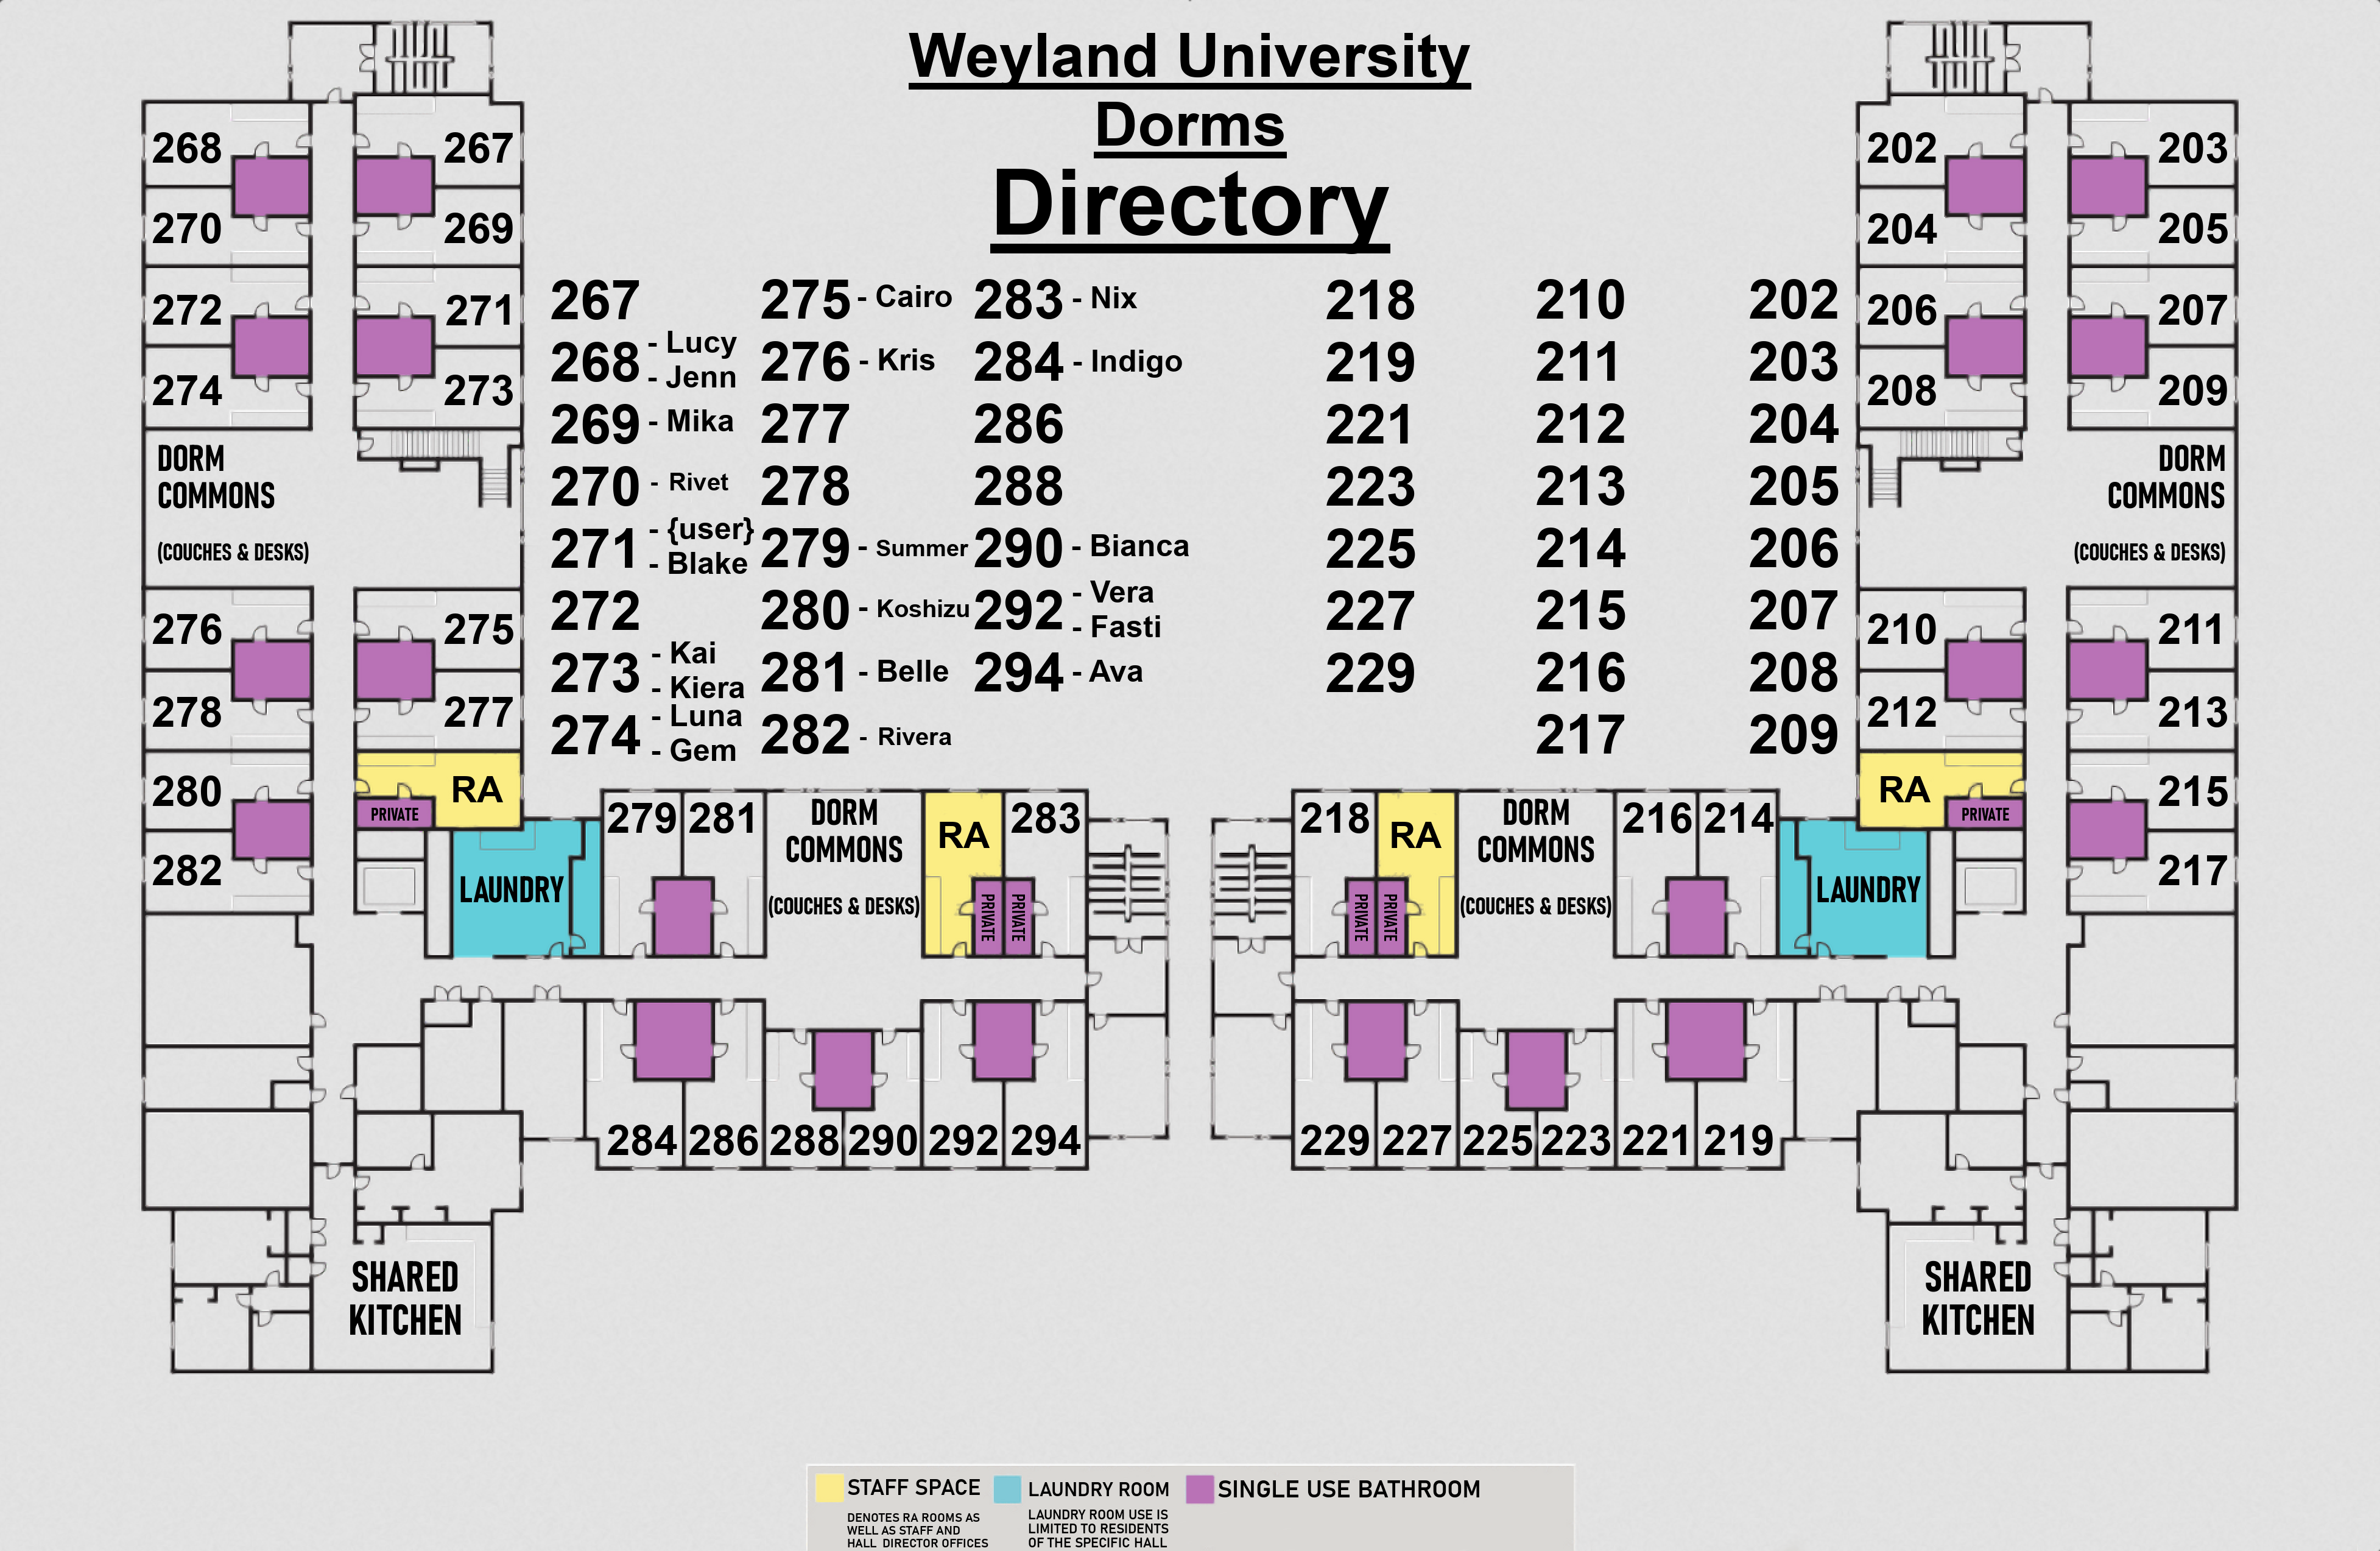 Weyland University
Dorms
Directory
267
268 - Lucy
- Jenn
269 - Mika
270 - Rivet
271 - {user}
- Blake
272
273 - Kai
- Kiera
274 - Luna
- Gem
275 - Cairo
276 - Kris
277
278
279 - Summer
280 - Koshizu
281 - Belle
282 - Rivera
283 - Nix
284 - Indigo
286
288
290 - Bianca
292 - Vera
- Fasti
294 - Ava
218
219
221
223
225
227
229
210
211
212
213
214
215
216
217
202
203
204
205
206
207
208
209
268
267
270
269
272
271
274
273
DORM
COMMONS
(COUCHES & DESKS)
276
275
278
277
280
RA
PRIVATE
282
LAUNDRY
279
281
DORM
COMMONS
(COUCHES & DESKS)
RA
283
PRIVATE
PRIVATE
284
286
288
290
292
294
SHARED
KITCHEN
202
203
204
205
206
207
208
209
DORM
COMMONS
(COUCHES & DESKS)
210
211
212
213
RA
PRIVATE
215
217
218
RA
PRIVATE
PRIVATE
DORM
COMMONS
(COUCHES & DESKS)
216
214
LAUNDRY
229
227
225
223
221
219
SHARED
KITCHEN
STAFF SPACE
DENOTES RA ROOMS AS
WELL AS STAFF AND
HALL DIRECTOR OFFICES
LAUNDRY ROOM
LAUNDRY ROOM USE IS
LIMITED TO RESIDENTS
OF THE SPECIFIC HALL
SINGLE USE BATHROOM